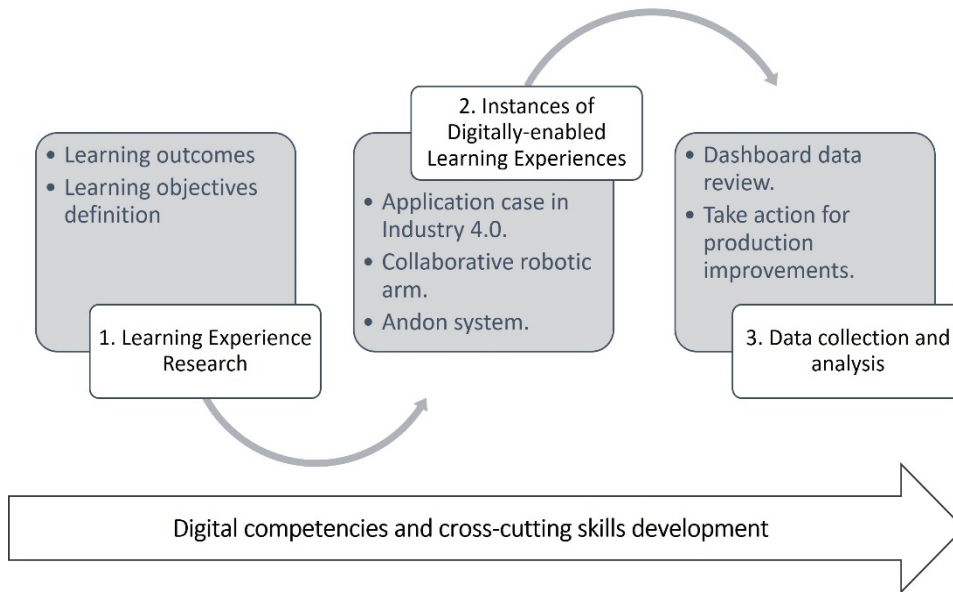 • Learning outcomes
• Learning objectives
definition
1. Learning Experience
Research
2. Instances of
Digitally-enabled
Learning Experiences
• Application case in
Industry 4.0.
• Collaborative robotic
arm.
• Andon system.
• Dashboard data
review.
• Take action for
production
improvements.
3. Data collection and
analysis
Digital competencies and cross-cutting skills development